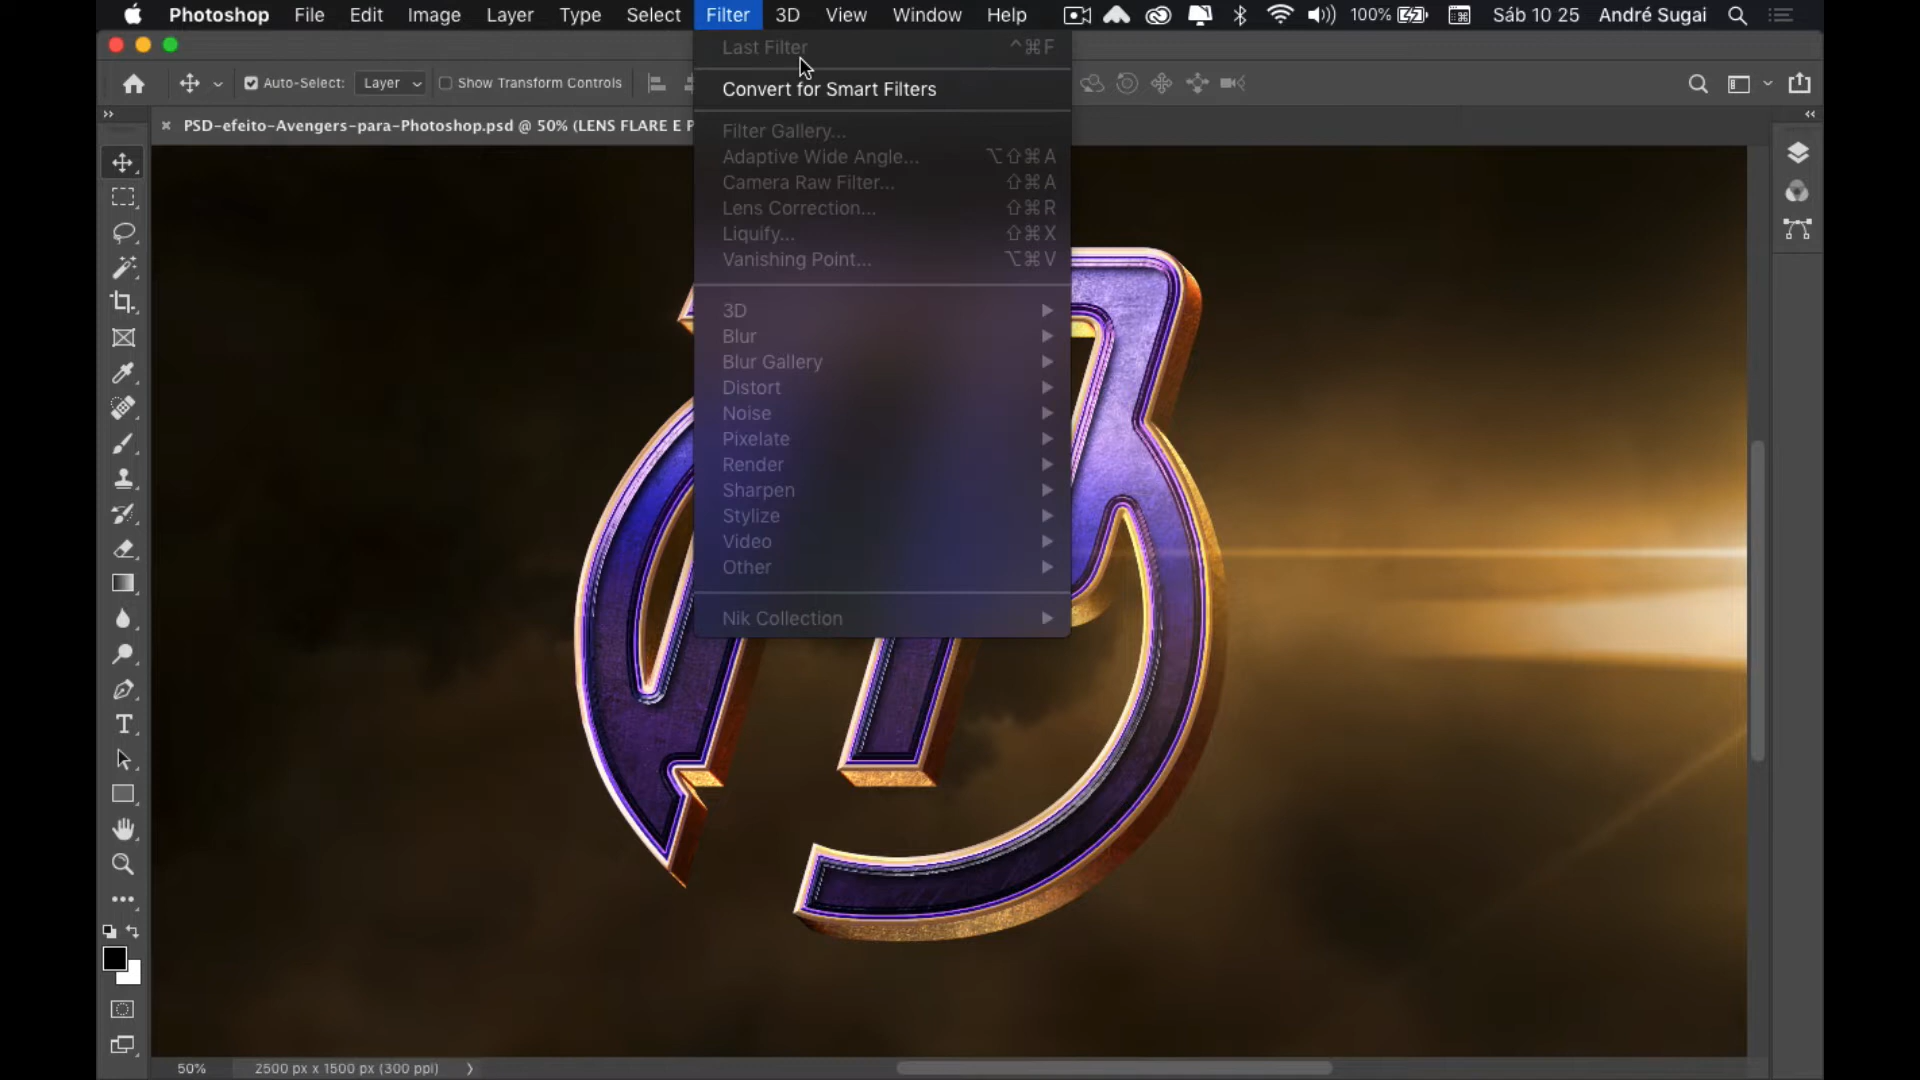 Photoshop File Edit Image Layer Type Select Filter 3D View Window Help 100% Sáb 10 25 André Sugai
Auto-Select: Layer Show Transform Controls
PSD-efeito-Avengers-para-Photoshop.psd @ 50% (LENS FLARE E P
Last Filter ^⌘F
Convert for Smart Filters
Filter Gallery...
Adaptive Wide Angle... ⌥⇧⌘A
Camera Raw Filter... ⇧⌘A
Lens Correction... ⇧⌘R
Liquify... ⇧⌘X
Vanishing Point... ⌥⌘V
3D
Blur
Blur Gallery
Distort
Noise
Pixelate
Render
Sharpen
Stylize
Video
Other
Nik Collection
50% 2500 px x 1500 px (300 ppi)